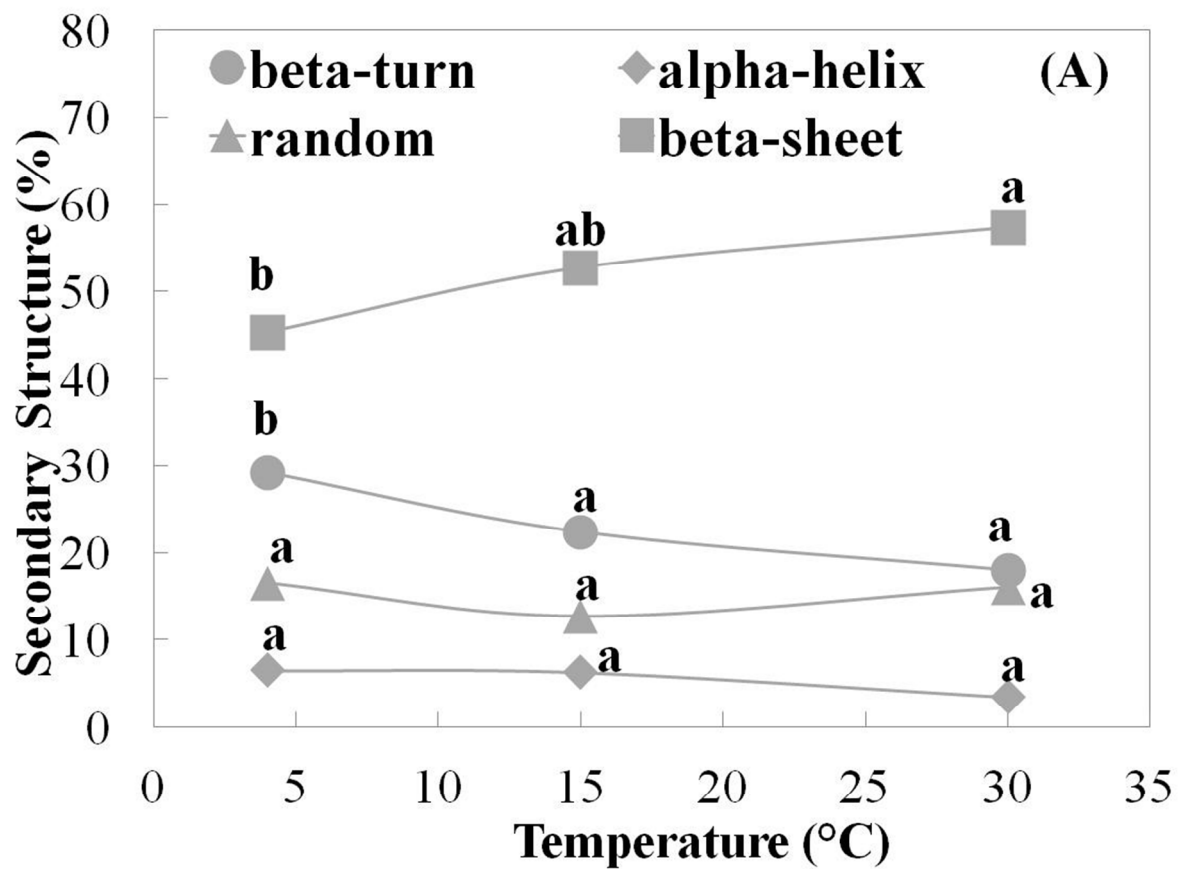 80
70
60
50
40
30
20
10
0
Secondary Structure (%)
beta-turn alpha-helix (A)
random beta-sheet
b ab a
b a a
a a a
a a a
0 5 10 15 20 25 30 35
Temperature (°C)